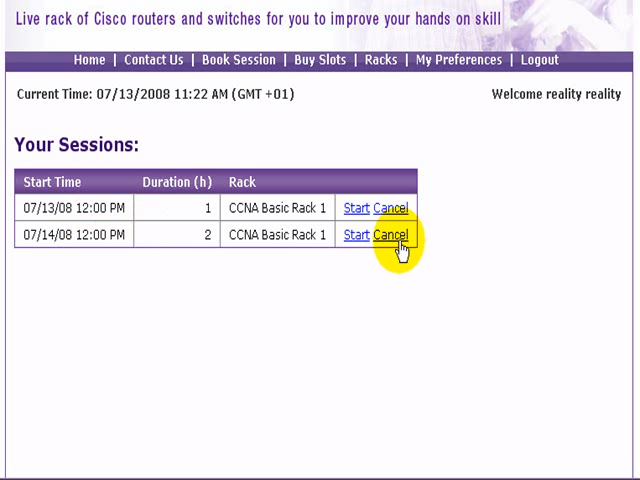 Live rack of Cisco routers and switches for you to improve your hands on skill
Home | Contact Us | Book Session | Buy Slots | Racks | My Preferences | Logout
Current Time: 07/13/2008 11:22 AM (GMT +01) Welcome reality reality
Your Sessions:
Start Time Duration (h) Rack
07/13/08 12:00 PM 1 CCNA Basic Rack 1 Start Cancel
07/14/08 12:00 PM 2 CCNA Basic Rack 1 Start Cancel